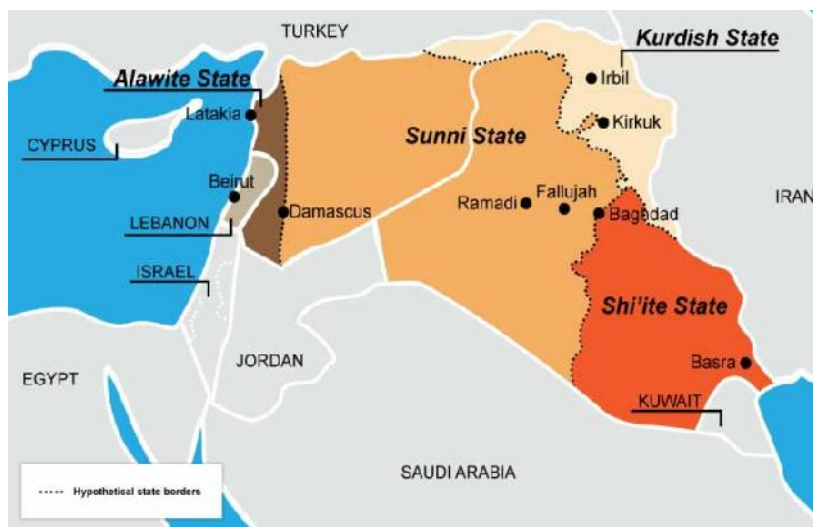 TURKEY
Kurdish State
Alawite State
Irbil
Latakia
Kirkuk
Sunni State
CYPRUS
Beirut
Ramadi
Fallujah
IRAN
Damascus
Baghdad
LEBANON
ISRAEL
Shi'ite State
JORDAN
Basra
EGYPT
KUWAIT
SAUDI ARABIA
Hypothetical state borders